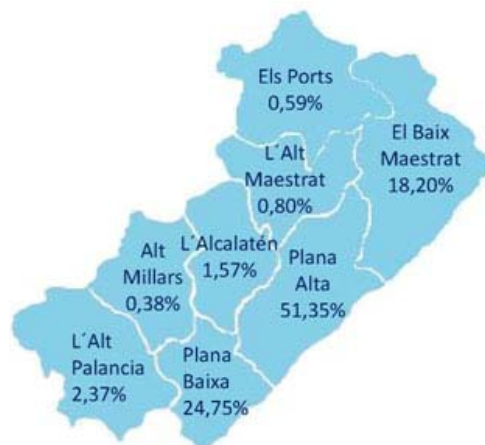 Els Ports
0,59%
El Baix
Maestrat
18,20%
L´Alt
Maestrat
0,80%
Alt
Millars
0,38%
L´Alcalatén
1,57%
Plana
Alta
51,35%
L´Alt
Palancia
2,37%
Plana
Baixa
24,75%